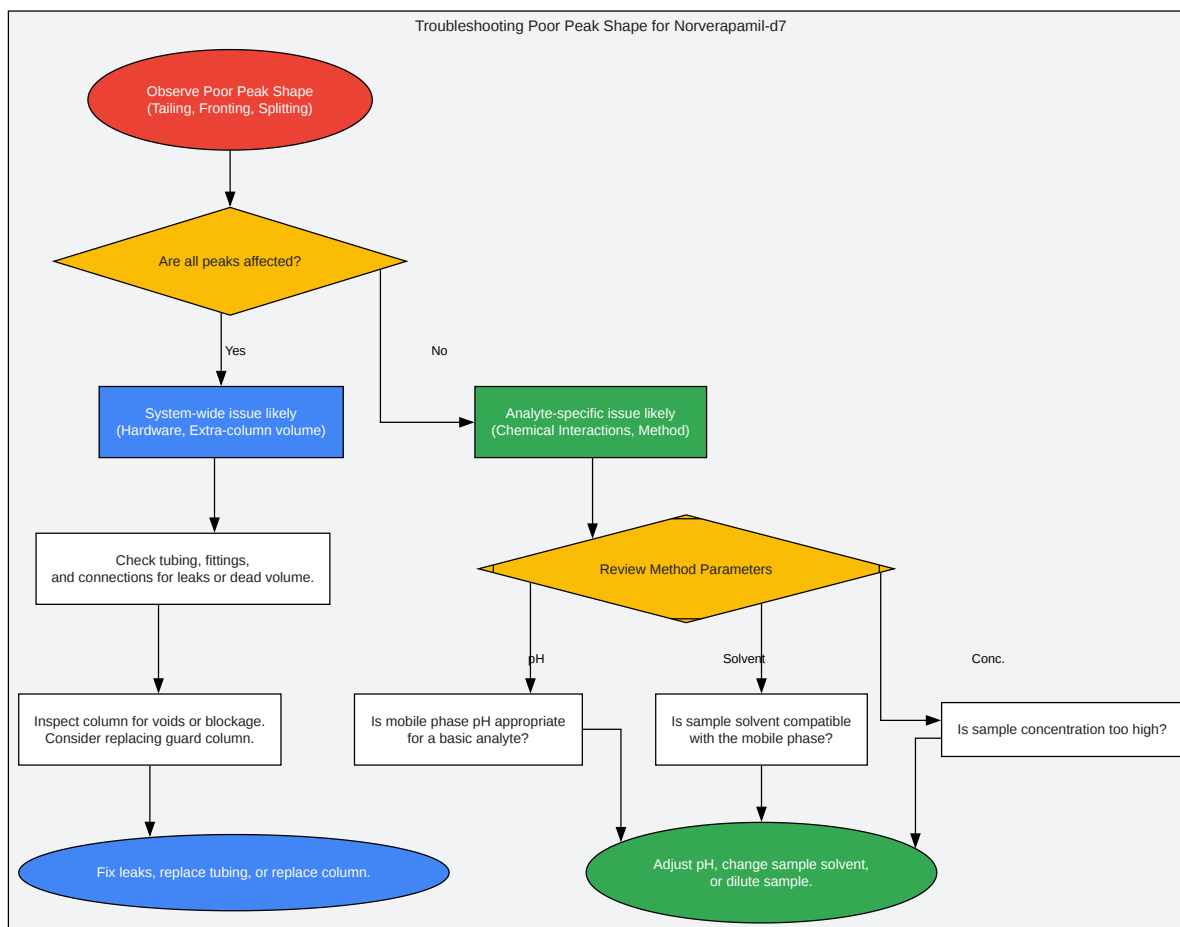 Troubleshooting Poor Peak Shape for Norverapamil-d7
Observe Poor Peak Shape
(Tailing, Fronting, Splitting)
Are all peaks affected?
Yes
No
System-wide issue likely
(Hardware, Extra-column volume)
Analyte-specific issue likely
(Chemical Interactions, Method)
Check tubing, fittings,
and connections for leaks or dead volume.
Review Method Parameters
pH
Solvent
Conc.
Inspect column for voids or blockage.
Consider replacing guard column.
Is mobile phase pH appropriate
for a basic analyte?
Is sample solvent compatible
with the mobile phase?
Is sample concentration too high?
Fix leaks, replace tubing, or replace column.
Adjust pH, change sample solvent,
or dilute sample.